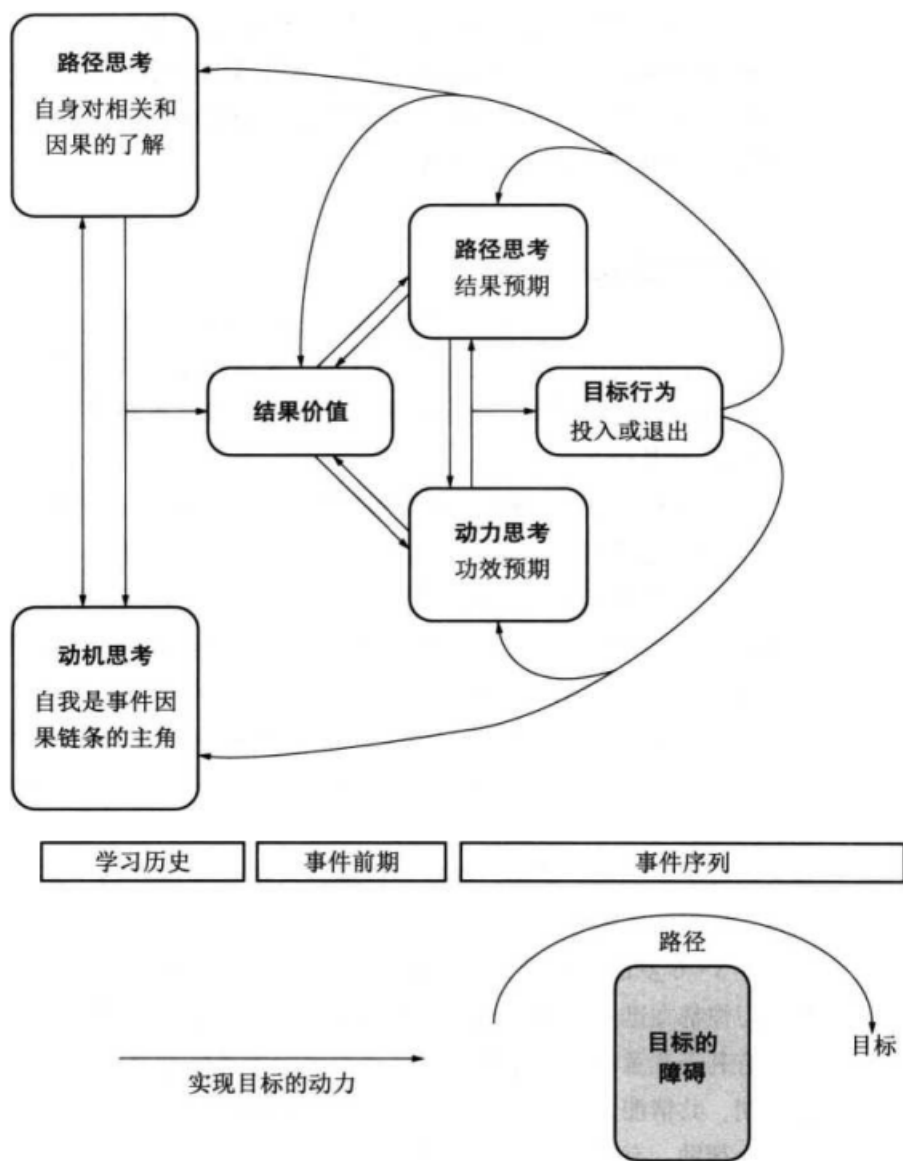 路径思考
自身对相关和
因果的了解
路径思考
结果预期
结果价值
目标行为
投入或退出
动力思考
功效预期
动机思考
自我是事件因
果链条的主角
学习历史
事件前期
事件序列
路径
目标的
障碍
目标
实现目标的动力